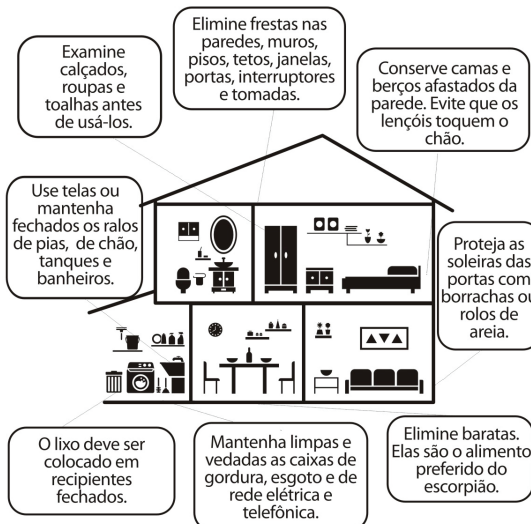 Examine
calçados,
roupas e
toalhas antes
de usá-los.
Elimine frestas nas
paredes, muros,
pisos, tetos, janelas,
portas, interruptores
e tomadas.
Conserve camas e
berços afastados da
parede. Evite que os
lençóis toquem o
chão.
Use telas ou
mantenha
fechados os ralos
de pias, de chão,
tanques e
banheiros.
Proteja as
soleiras das
portas com
borrachas ou
rolos de
areia.
O lixo deve ser
colocado em
recipientes
fechados.
Mantenha limpas e
vedadas as caixas de
gordura, esgoto e de
rede elétrica e
telefônica.
Elimine baratas.
Elas são o alimento
preferido do
escorpião.